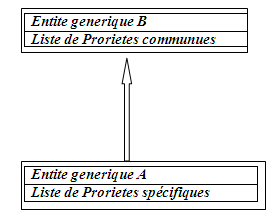 Entite generique B
Liste de Prorietes communues
Entite generique A
Liste de Prorietes spécifiques